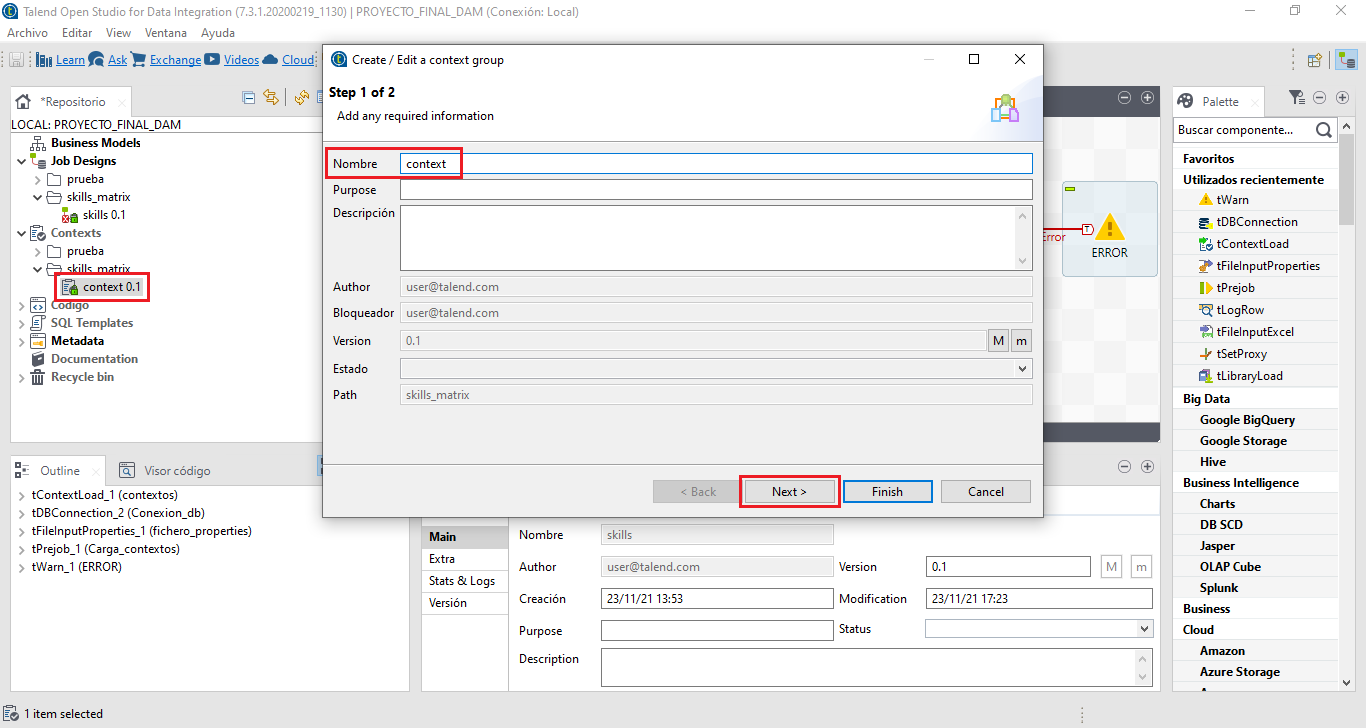 Talend Open Studio for Data Integration (7.3.1.20200219_1130) | PROYECTO_FINAL_DAM (Conexión: Local)
Archivo Editar View Ventana Ayuda
Learn Ask Exchange Videos Cloud
*Repositorio
LOCAL: PROYECTO_FINAL_DAM
Business Models
Job Designs
prueba
skills_matrix
skills 0.1
Contexts
prueba
skills_matrix
context 0.1
Código
SQL Templates
Metadata
Documentation
Recycle bin
Create / Edit a context group
Step 1 of 2
Add any required information
Nombre context
Purpose
Descripción
Author user@talend.com
Bloqueador user@talend.com
Version 0.1 M m
Estado
Path skills_matrix
< Back Next > Finish Cancel
Error
ERROR
Palette
Buscar componente...
Favoritos
Utilizados recientemente
tWarn
tDBConnection
tContextLoad
tFileInputProperties
tPrejob
tLogRow
tFileInputExcel
tSetProxy
tLibraryLoad
Big Data
Google BigQuery
Google Storage
Hive
Business Intelligence
Charts
DB SCD
Jasper
OLAP Cube
Splunk
Business
Cloud
Amazon
Azure Storage
Outline Visor código
tContextLoad_1 (contextos)
tDBConnection_2 (Conexion_db)
tFileInputProperties_1 (fichero_properties)
tPrejob_1 (Carga_contextos)
tWarn_1 (ERROR)
Main
Extra
Stats & Logs
Versión
Nombre skills
Author user@talend.com Version 0.1 M m
Creación 23/11/21 13:53 Modification 23/11/21 17:23
Purpose Status
Description
1 item selected